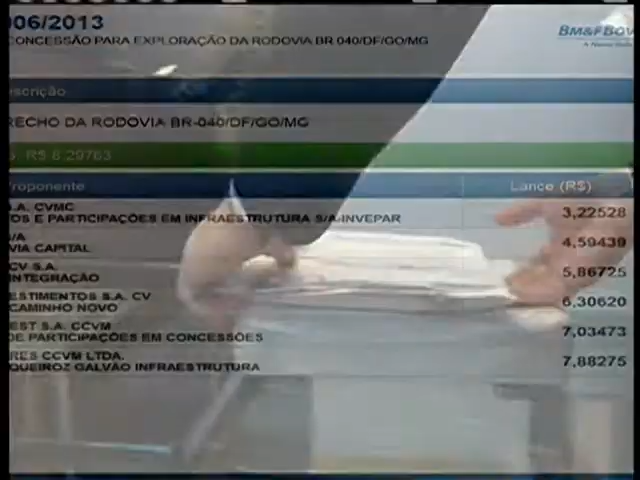 006/2013
CONCESSÃO PARA EXPLORAÇÃO DA RODOVIA BR 040/DF/GO/MG
BM&FBOV
scrição
RECHO DA RODOVIA BR-040/DF/GO/MG
R$ 8,29763
Proponente Lance (R$)
S.A. CVMC
OS E PARTICIPAÇÕES EM INFRAESTRUTURA S/A-INVEPAR 3,22528
S/A
VIA CAPITAL 4,59439
CV S.A.
INTEGRAÇÃO 5,86725
ESTIMENTOS S.A. CV
CAMINHO NOVO 6,30620
EST S.A. CCVM
DE PARTICIPAÇÕES EM CONCESSÕES 7,03473
RES CCVM LTDA.
QUEIROZ GALVÃO INFRAESTRUTURA 7,88275